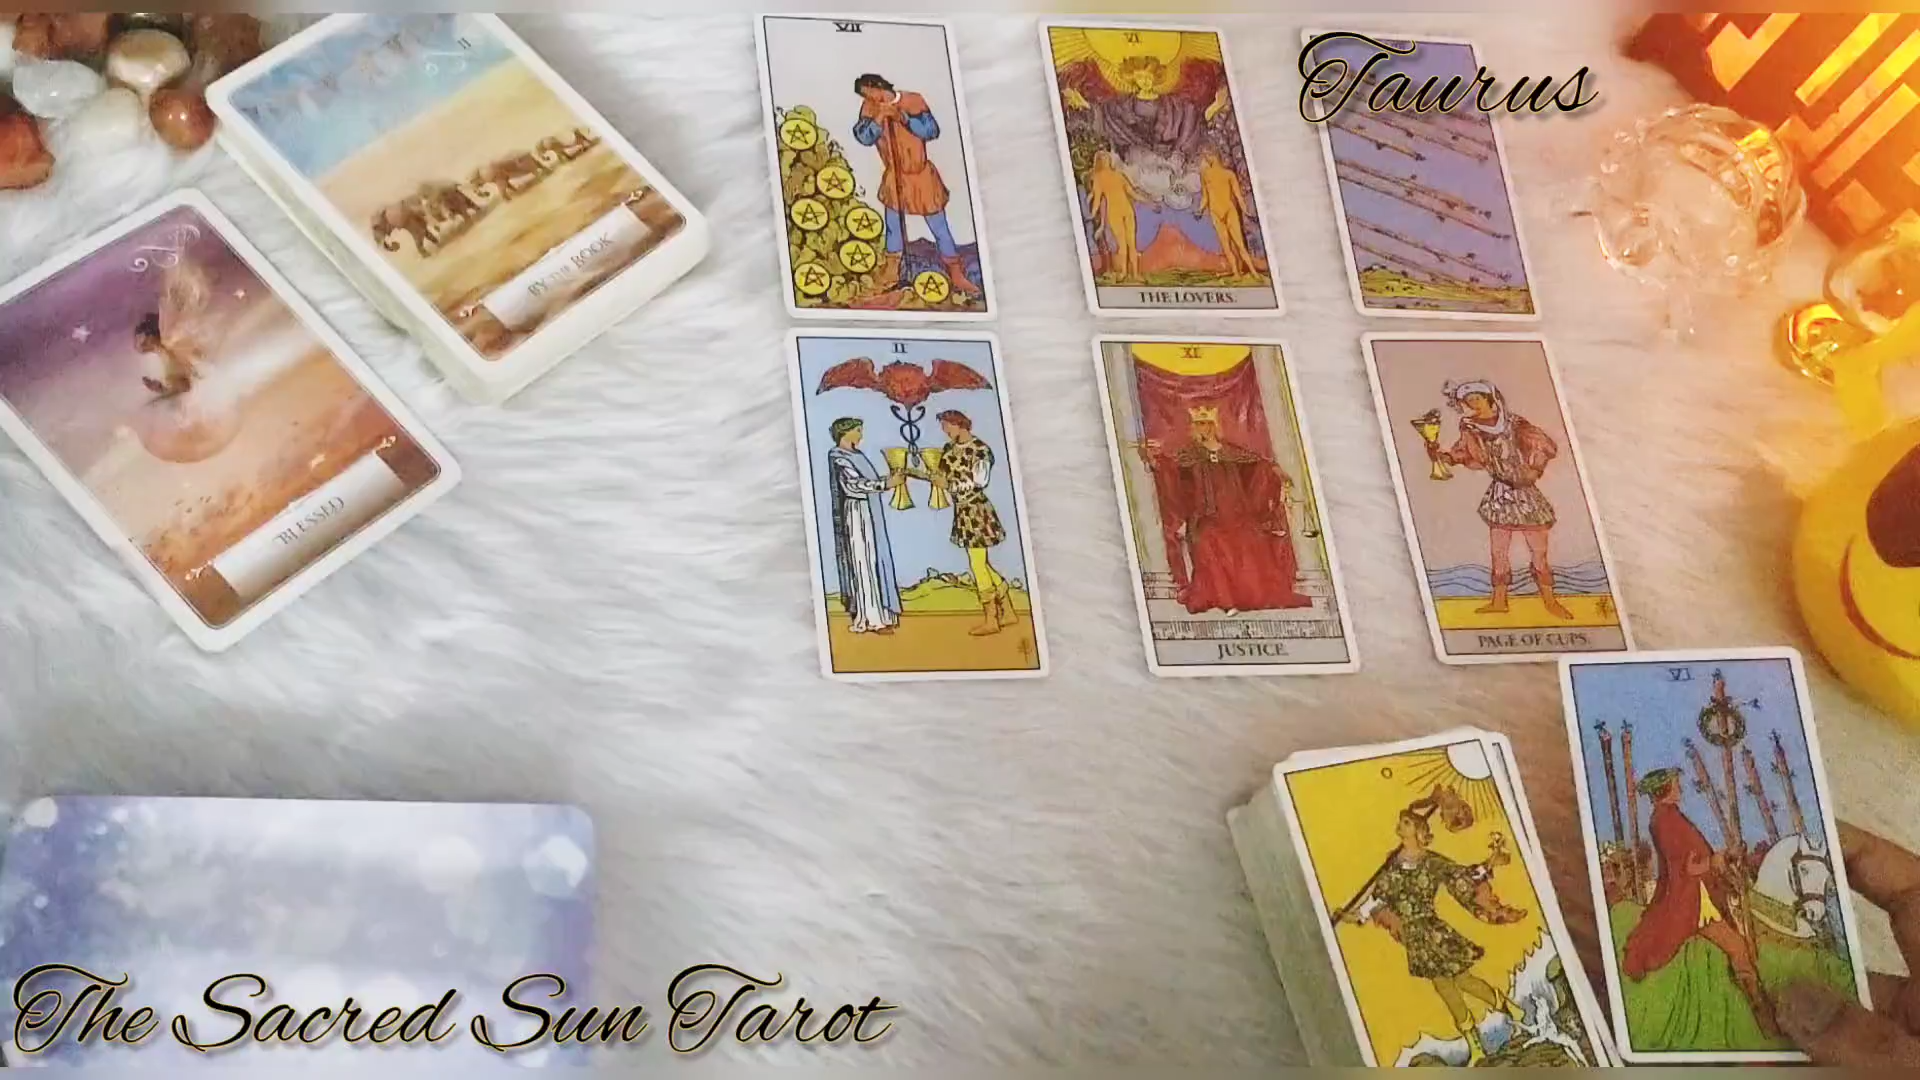 VII
VI
Taurus
II
BY THE BOOK
II
XI
BLESSED
THE LOVERS.
JUSTICE.
PAGE OF CUPS.
VI
0
The Sacred Sun Tarot